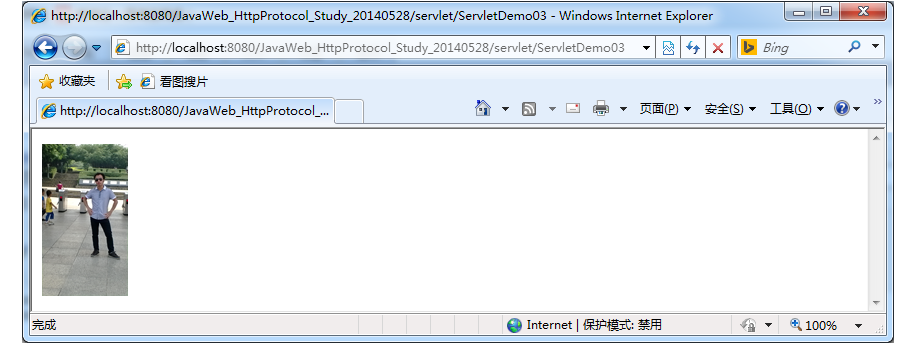 http://localhost:8080/JavaWeb_HttpProtocol_Study_20140528/servlet/ServletDemo03 - Windows Internet Explorer
http://localhost:8080/JavaWeb_HttpProtocol_Study_20140528/servlet/ServletDemo03 Bing
收藏夹 看图搜片
http://localhost:8080/JavaWeb_HttpProtocol_... 页面(P) 安全(S) 工具(O) »
完成 Internet | 保护模式: 禁用 100%